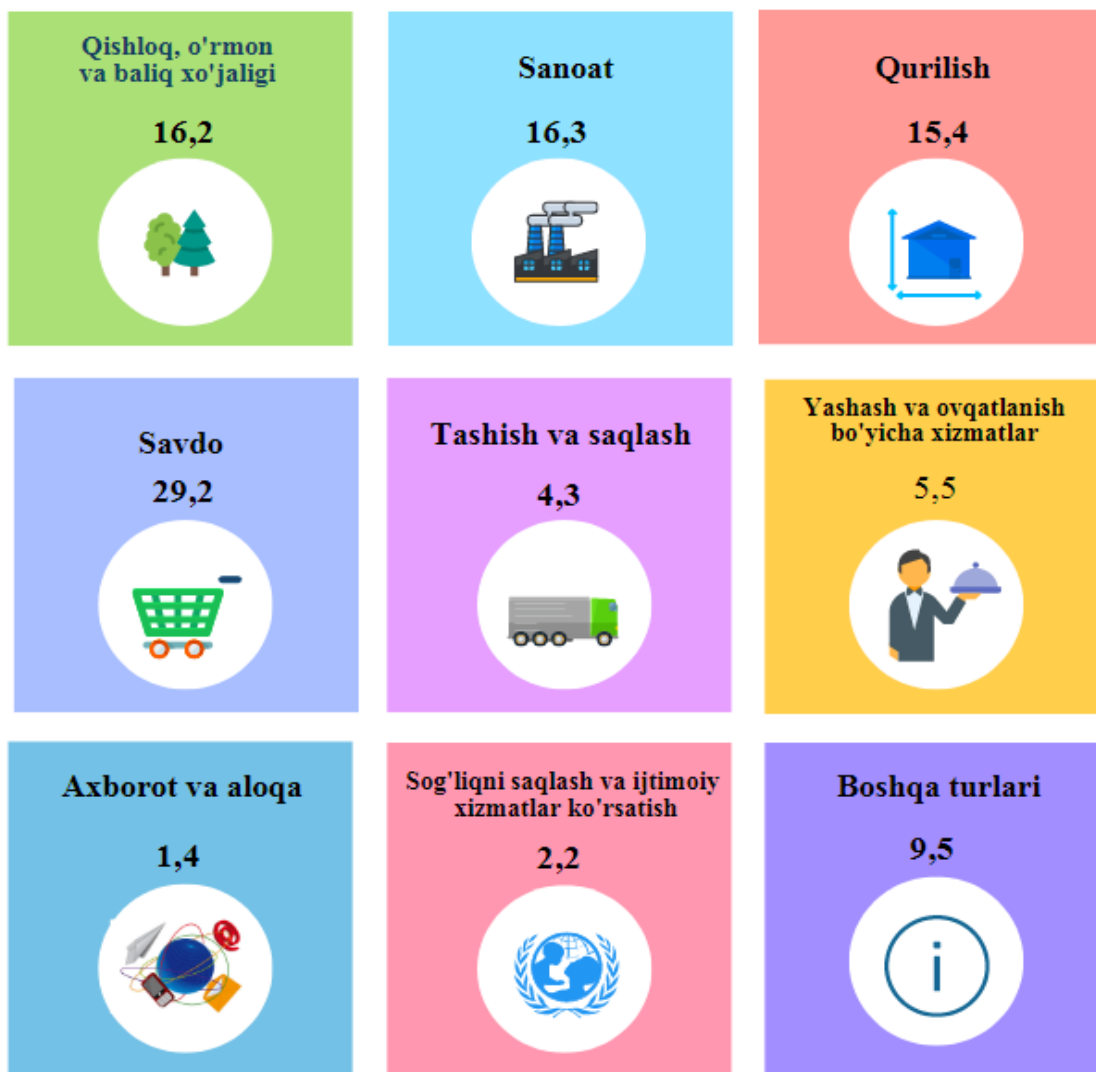 Qishloq, o'rmon
va baliq xo'jaligi
16,2
Sanoat
16,3
Qurilish
15,4
Savdo
29,2
Tashish va saqlash
4,3
Yashash va ovqatlanish
bo'yicha xizmatlar
5,5
Axborot va aloqa
1,4
Sog'liqni saqlash va ijtimoiy
xizmatlar ko'rsatish
2,2
Boshqa turlari
9,5
i